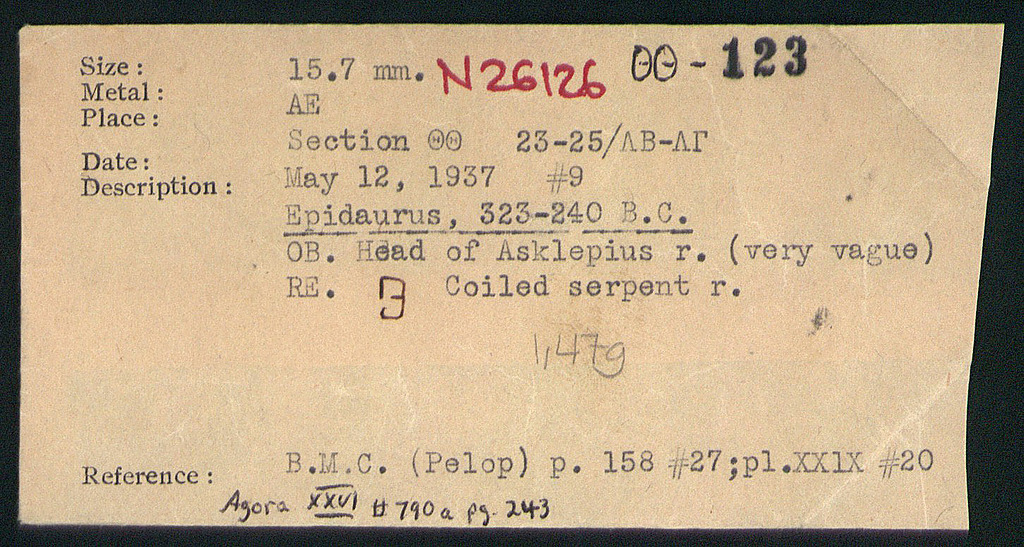 Size: 15.7 mm. N26126 ΘΘ-123
Metal: AE
Place: Section ΘΘ 23-25/ΛΒ-ΛΓ
Date: May 12, 1937 #9
Description:
Epidaurus, 323-240 B.C.
OB. Head of Asklepius r. (very vague)
RE. Coiled serpent r.
1,47g
Reference: B.M.C. (Pelop) p. 158 #27;pl.XX1X #20
Agora XXVI #790a pg. 243